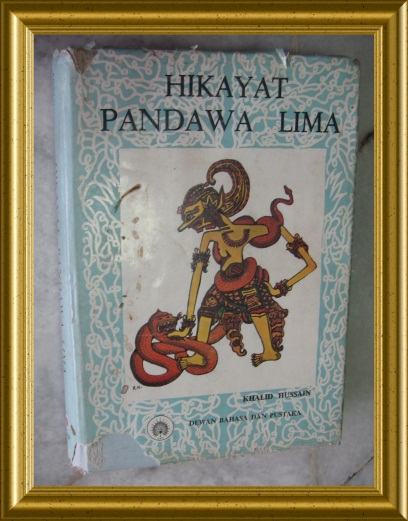 HIKAYAT
PANDAWA LIMA
KHALID HUSSAIN
DEWAN BAHASA DAN PUSTAKA